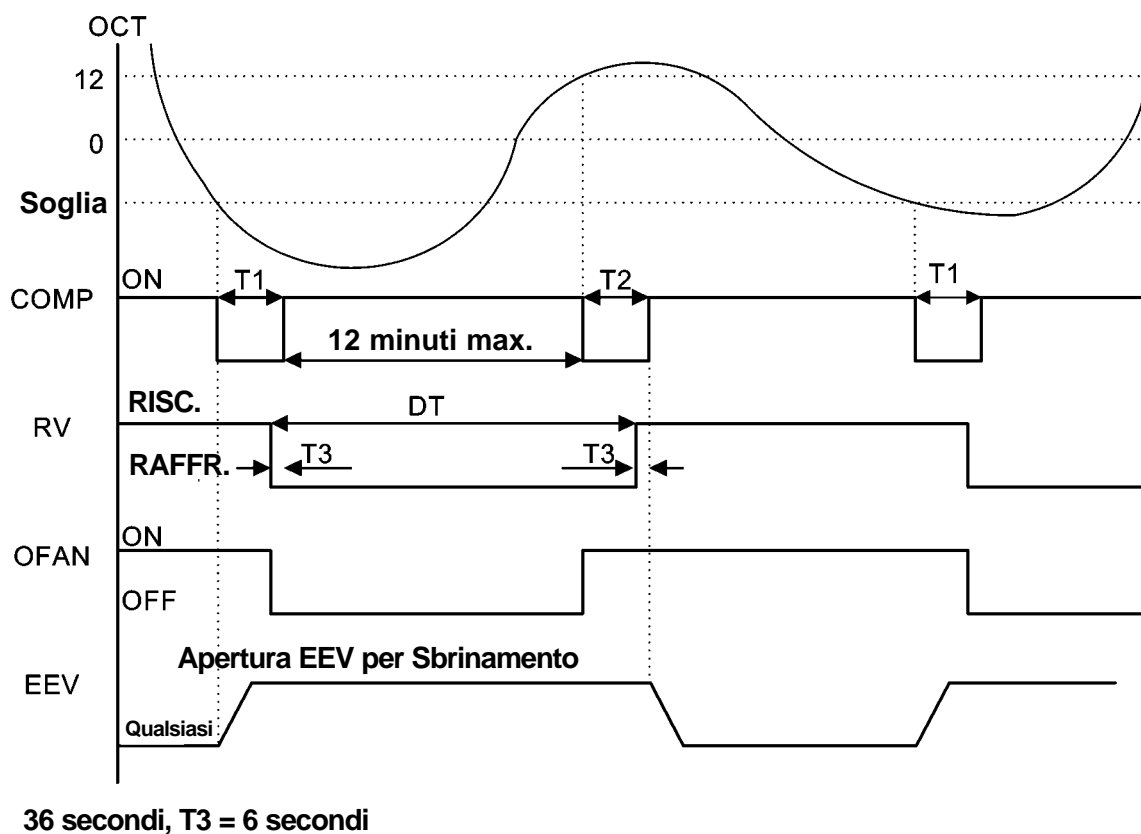 OCT
12
0
Soglia
ON
T1
T2
T1
COMP
12 minuti max.
RISC.
DT
RV
T3
T3
RAFFR.
ON
OFAN
OFF
Apertura EEV per Sbrinamento
EEV
Qualsiasi
36 secondi, T3 = 6 secondi